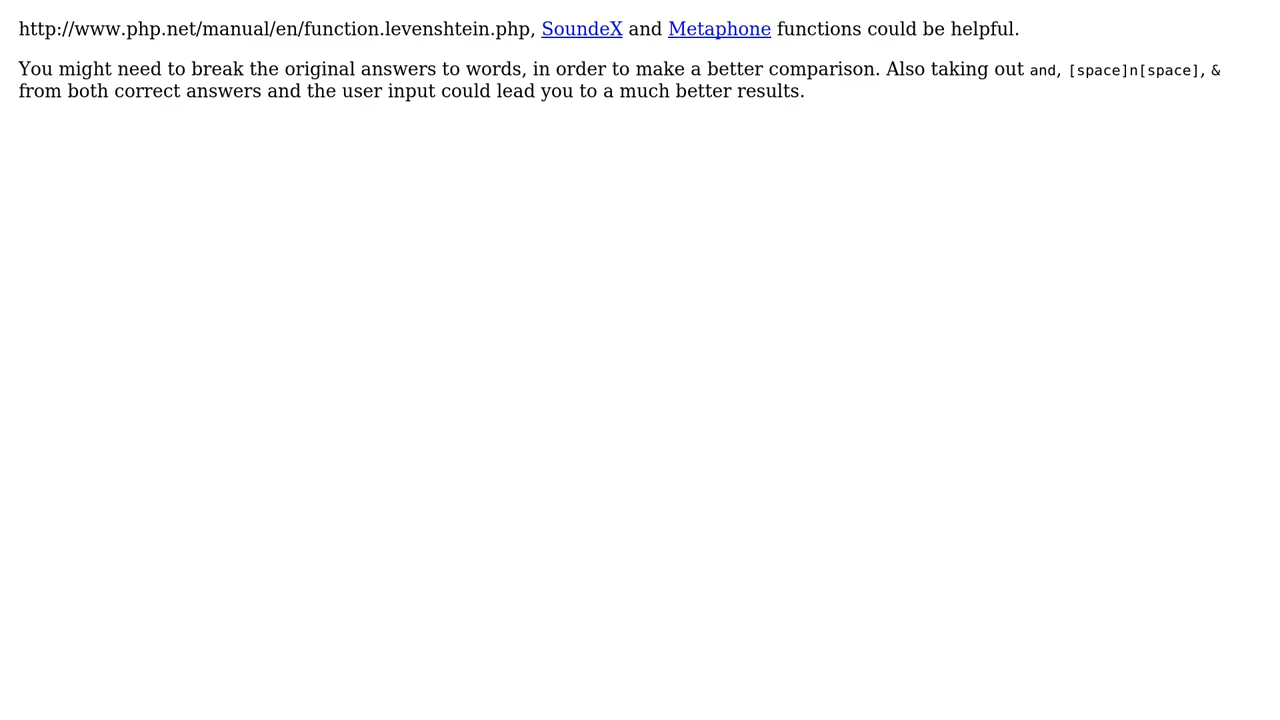 http://www.php.net/manual/en/function.levenshtein.php, SoundeX and Metaphone functions could be helpful.
You might need to break the original answers to words, in order to make a better comparison. Also taking out and, [space]n[space], &
from both correct answers and the user input could lead you to a much better results.